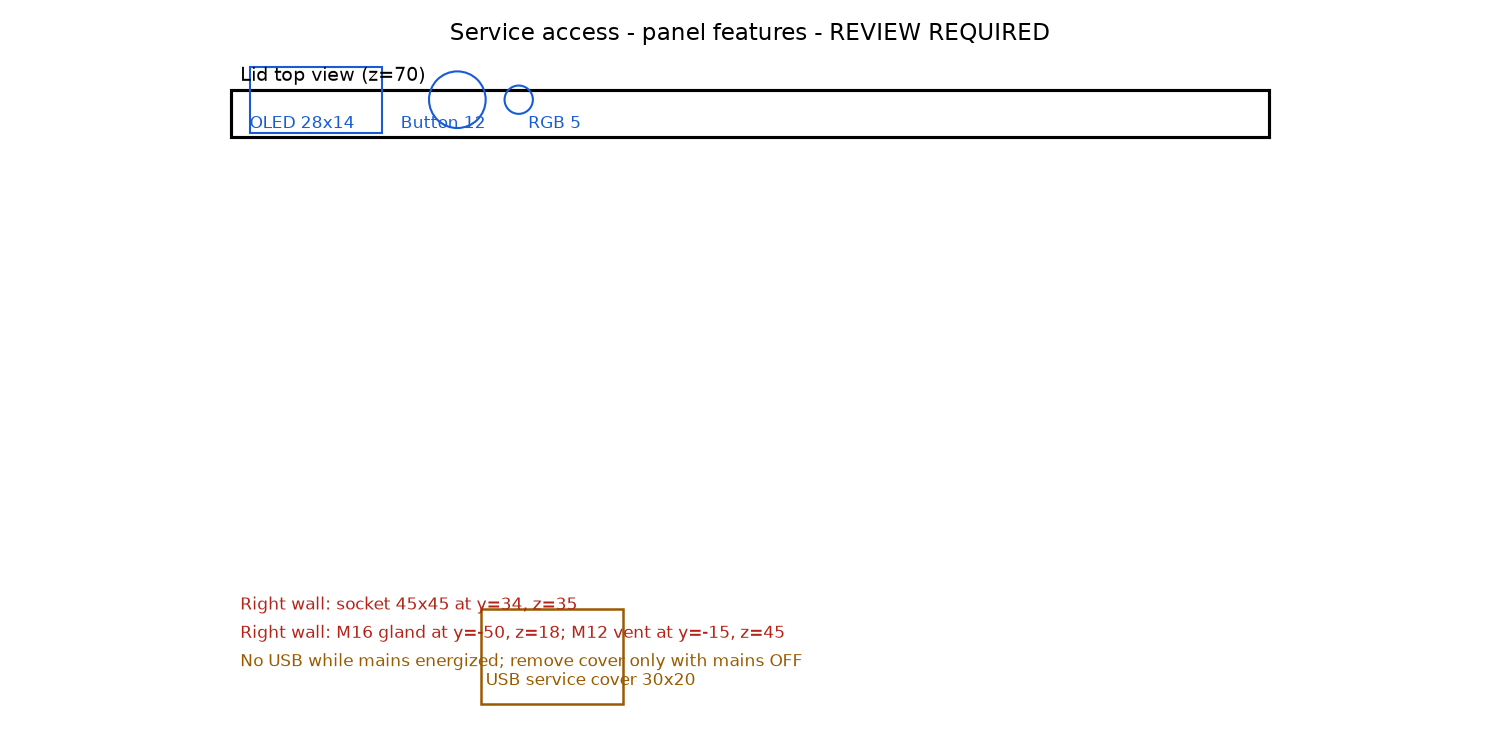 Service access - panel features - REVIEW REQUIRED
Lid top view (z=70)
OLED 28x14
Button 12
RGB 5
Right wall: socket 45x45 at y=34, z=35
Right wall: M16 gland at y=-50, z=18; M12 vent at y=-15, z=45
No USB while mains energized; remove cover only with mains OFF
USB service cover 30x20